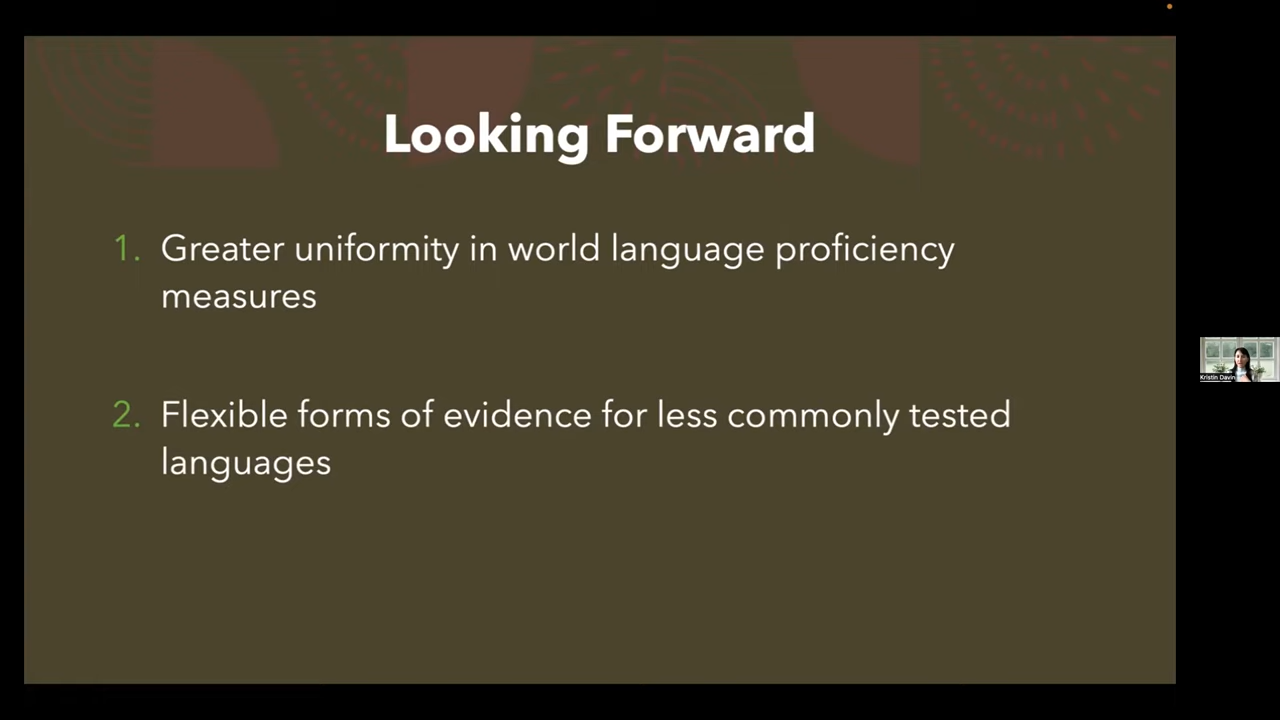 Looking Forward
1. Greater uniformity in world language proficiency
measures
2. Flexible forms of evidence for less commonly tested
languages
Kristin Davin